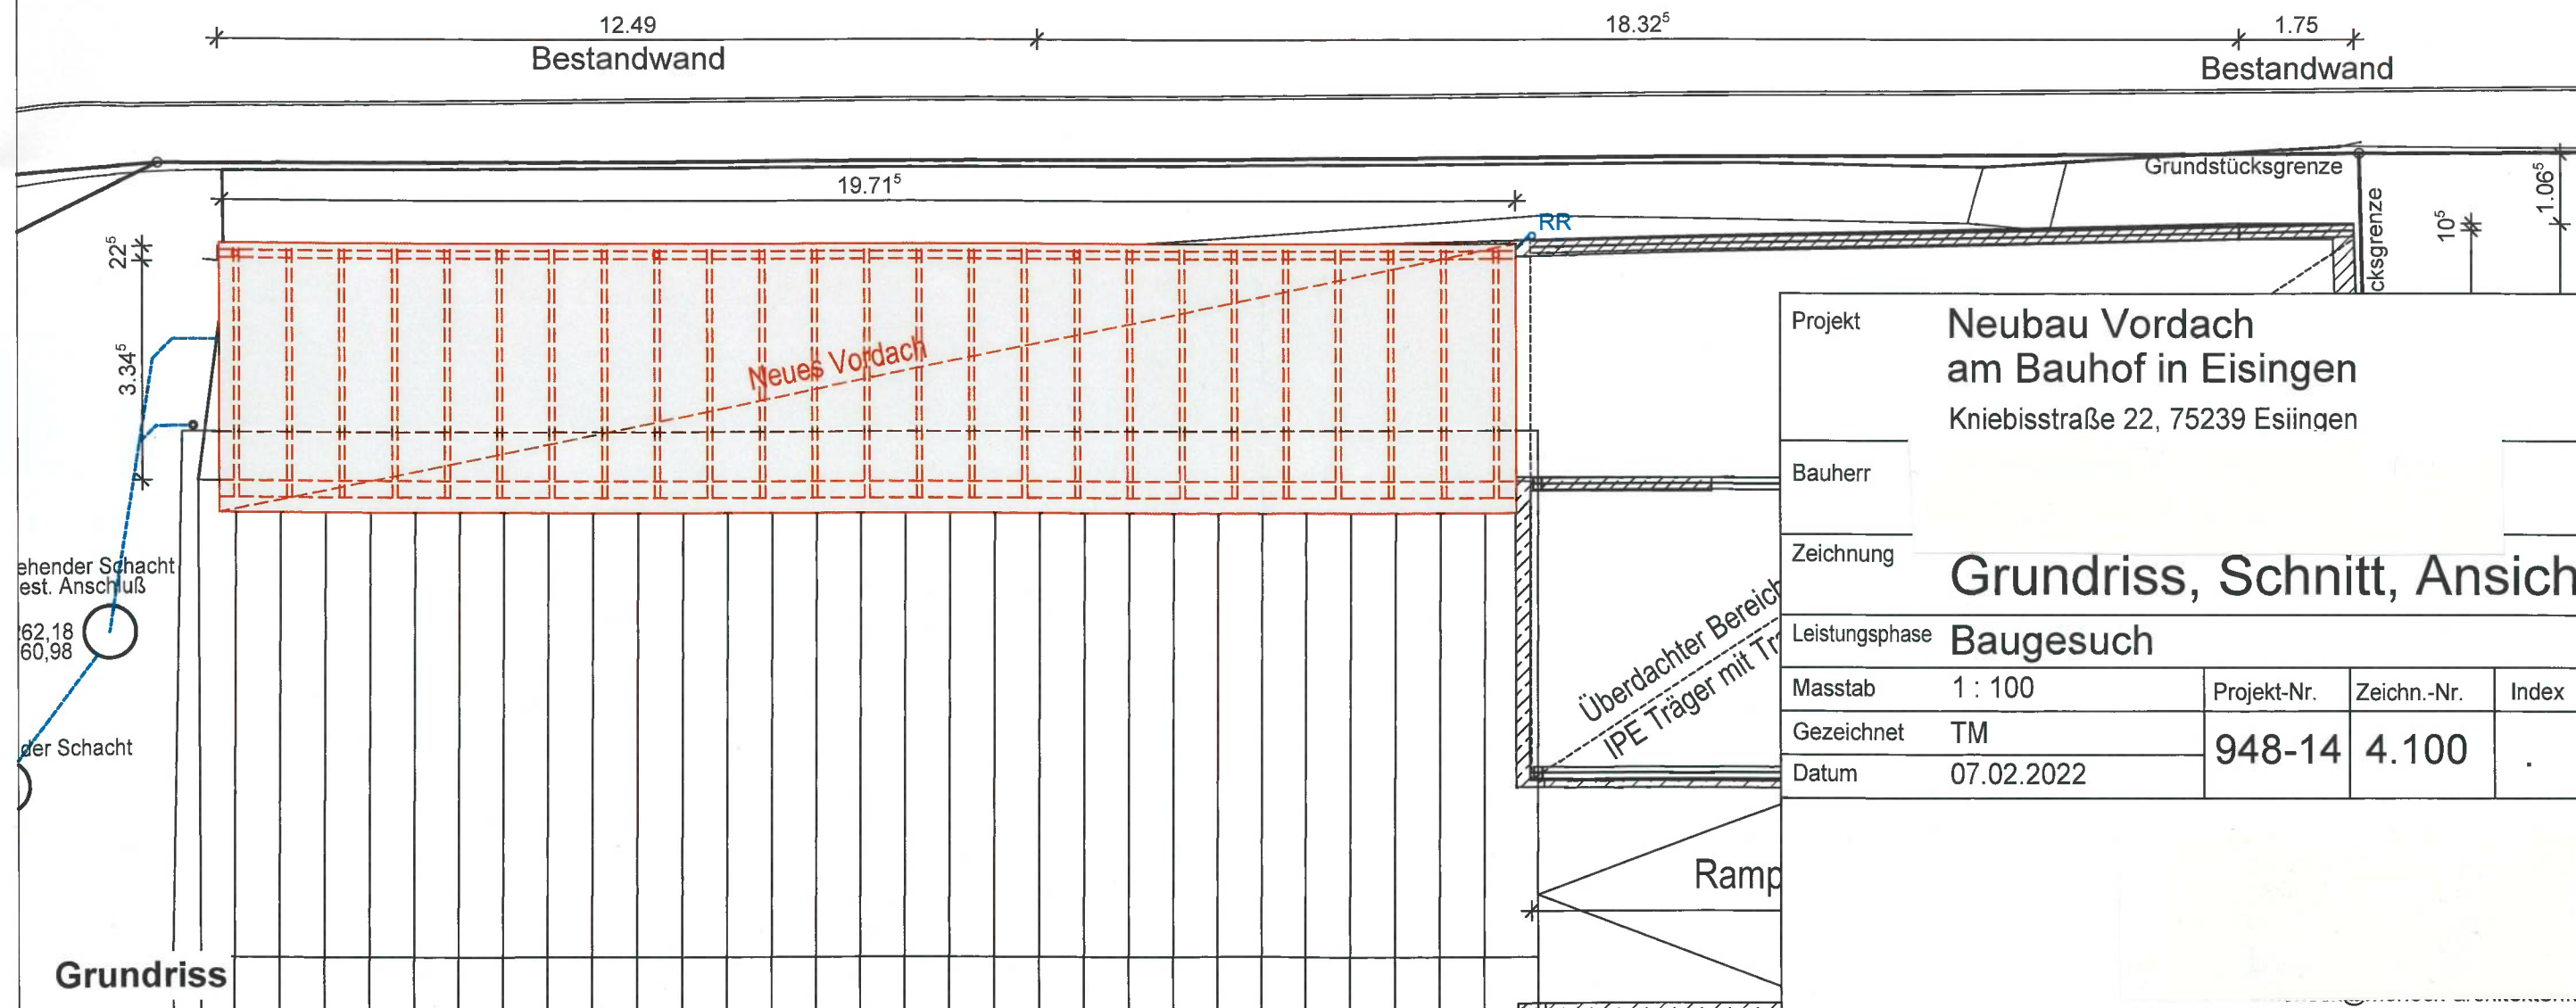 12.49
18.32⁵
1.75
Bestandwand
Bestandwand
Grundstücksgrenze
19.71⁵
1.06⁵
RR
10⁵
22⁵
cksgrenze
3.34⁵
Neues Vordach
Projekt
Neubau Vordach
am Bauhof in Eisingen
Kniebisstraße 22, 75239 Esiingen
Bauherr
Zeichnung
Grundriss, Schnitt, Ansich
ehender Schacht
est. Anschluß
62,18
60,98
Überdachter Bereich
IPE Träger mit Tr
Leistungsphase
Baugesuch
Masstab
1 : 100
Projekt-Nr.
Zeichn.-Nr.
Index
Gezeichnet
TM
948-14
4.100
.
Datum
07.02.2022
der Schacht
Ramp
Grundriss